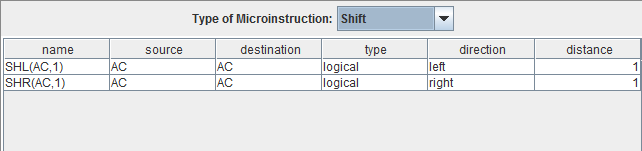 Type of Microinstruction: Shift
name source destination type direction distance
SHL(AC,1) AC AC logical left 1
SHR(AC,1) AC AC logical right 1